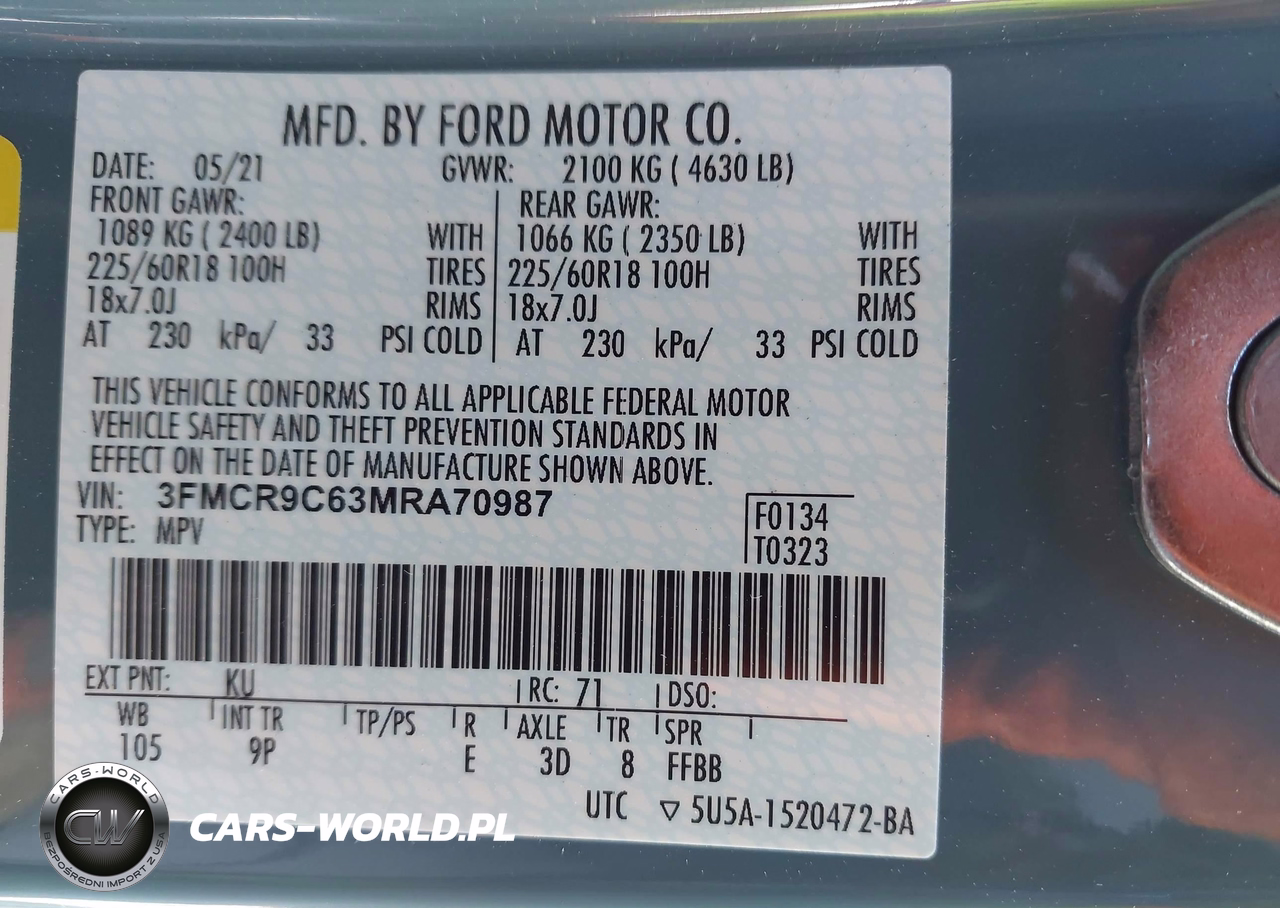 MFD. BY FORD MOTOR CO.
DATE: 05/21 GVWR: 2100 KG ( 4630 LB)
FRONT GAWR: REAR GAWR:
1089 KG ( 2400 LB) WITH 1066 KG ( 2350 LB) WITH
225/60R18 100H TIRES 225/60R18 100H TIRES
18x7.0J RIMS 18x7.0J RIMS
AT 230 kPa/ 33 PSI COLD AT 230 kPa/ 33 PSI COLD
THIS VEHICLE CONFORMS TO ALL APPLICABLE FEDERAL MOTOR
VEHICLE SAFETY AND THEFT PREVENTION STANDARDS IN
EFFECT ON THE DATE OF MANUFACTURE SHOWN ABOVE.
VIN: 3FMCR9C63MRA70987
TYPE: MPV
F0134
T0323
EXT PNT: KU RC: 71 DSO:
WB INT TR TP/PS R AXLE TR SPR
105 9P E 3D 8 FFBB
UTC ▽ 5U5A-1520472-BA
CARS-WORLD
CW
BEZPOŚREDNI IMPORT Z USA
CARS-WORLD.PL